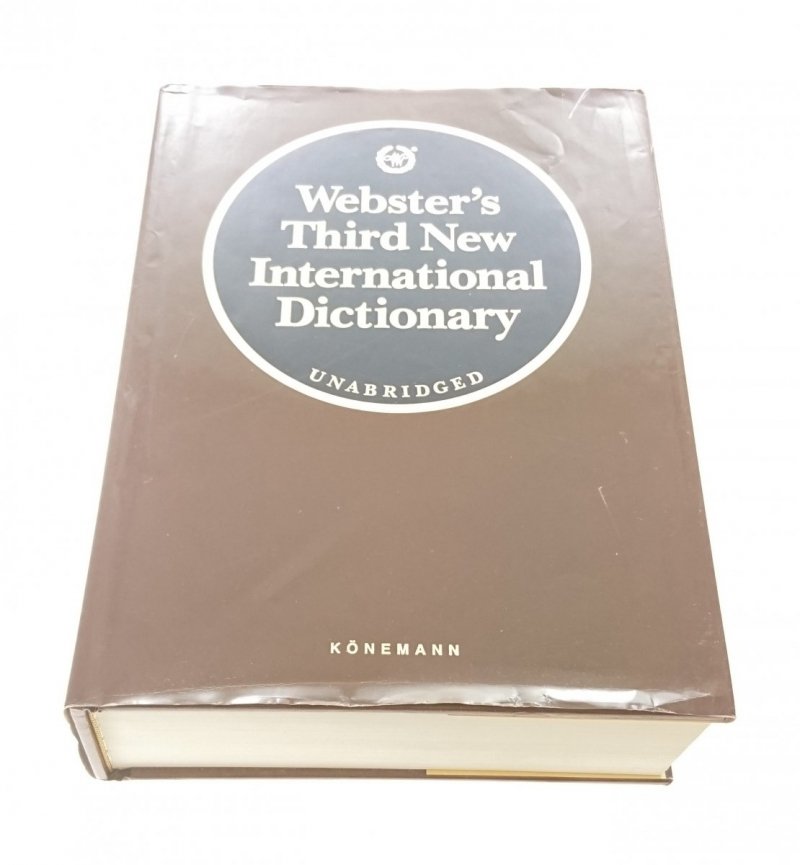 Webster's
Third New
International
Dictionary
UNABRIDGED
KÖNEMANN